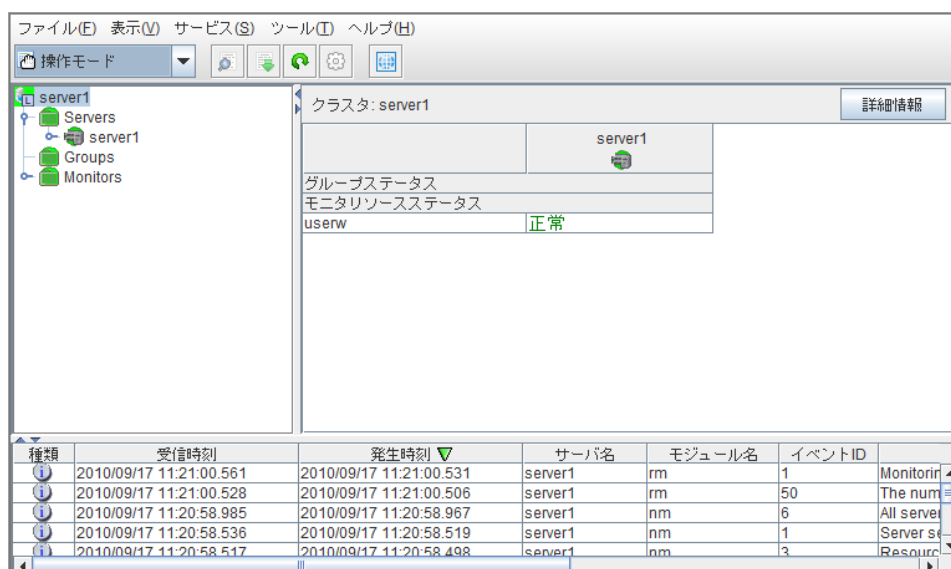 ファイル(F) 表示(V) サービス(S) ツール(T) ヘルプ(H)
操作モード
server1
Servers
server1
Groups
Monitors
クラスタ: server1
詳細情報
server1
グループステータス
モニタリソースステータス
userw 正常
種類 受信時刻 発生時刻 サーバ名 モジュール名 イベントID
2010/09/17 11:21:00.561 2010/09/17 11:21:00.531 server1 rm 1 Monitorin
2010/09/17 11:21:00.528 2010/09/17 11:21:00.506 server1 rm 50 The num
2010/09/17 11:20:58.985 2010/09/17 11:20:58.967 server1 nm 6 All server
2010/09/17 11:20:58.536 2010/09/17 11:20:58.519 server1 nm 1 Server se
2010/09/17 11:20:58.517 2010/09/17 11:20:58.498 server1 nm 3 Resourc